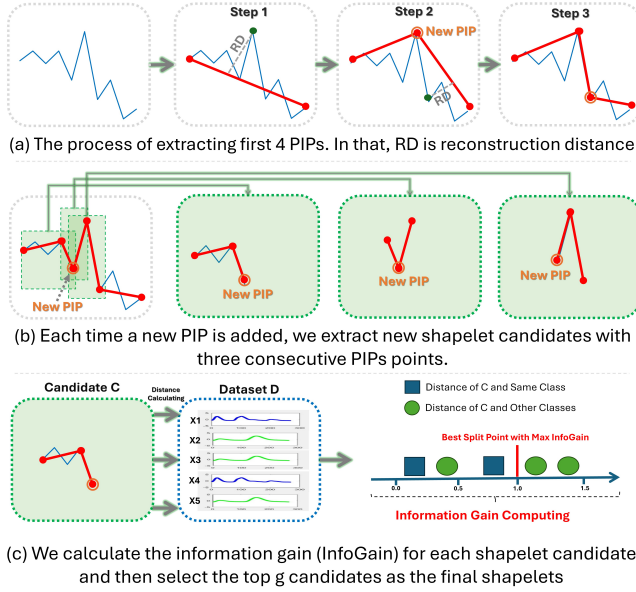 Step 1
Step 2
Step 3
RD
New PIP
RD
(a) The process of extracting first 4 PIPs. In that, RD is reconstruction distance
New PIP
New PIP
New PIP
New PIP
(b) Each time a new PIP is added, we extract new shapelet candidates with
three consecutive PIPs points.
Candidate C
Distance
Calculating
Dataset D
X1
X2
X3
X4
X5
Distance of C and Same Class
Distance of C and Other Classes
Best Split Point with Max InfoGain
0.0
0.5
1.0
1.5
Information Gain Computing
(c) We calculate the information gain (InfoGain) for each shapelet candidate
and then select the top g candidates as the final shapelets